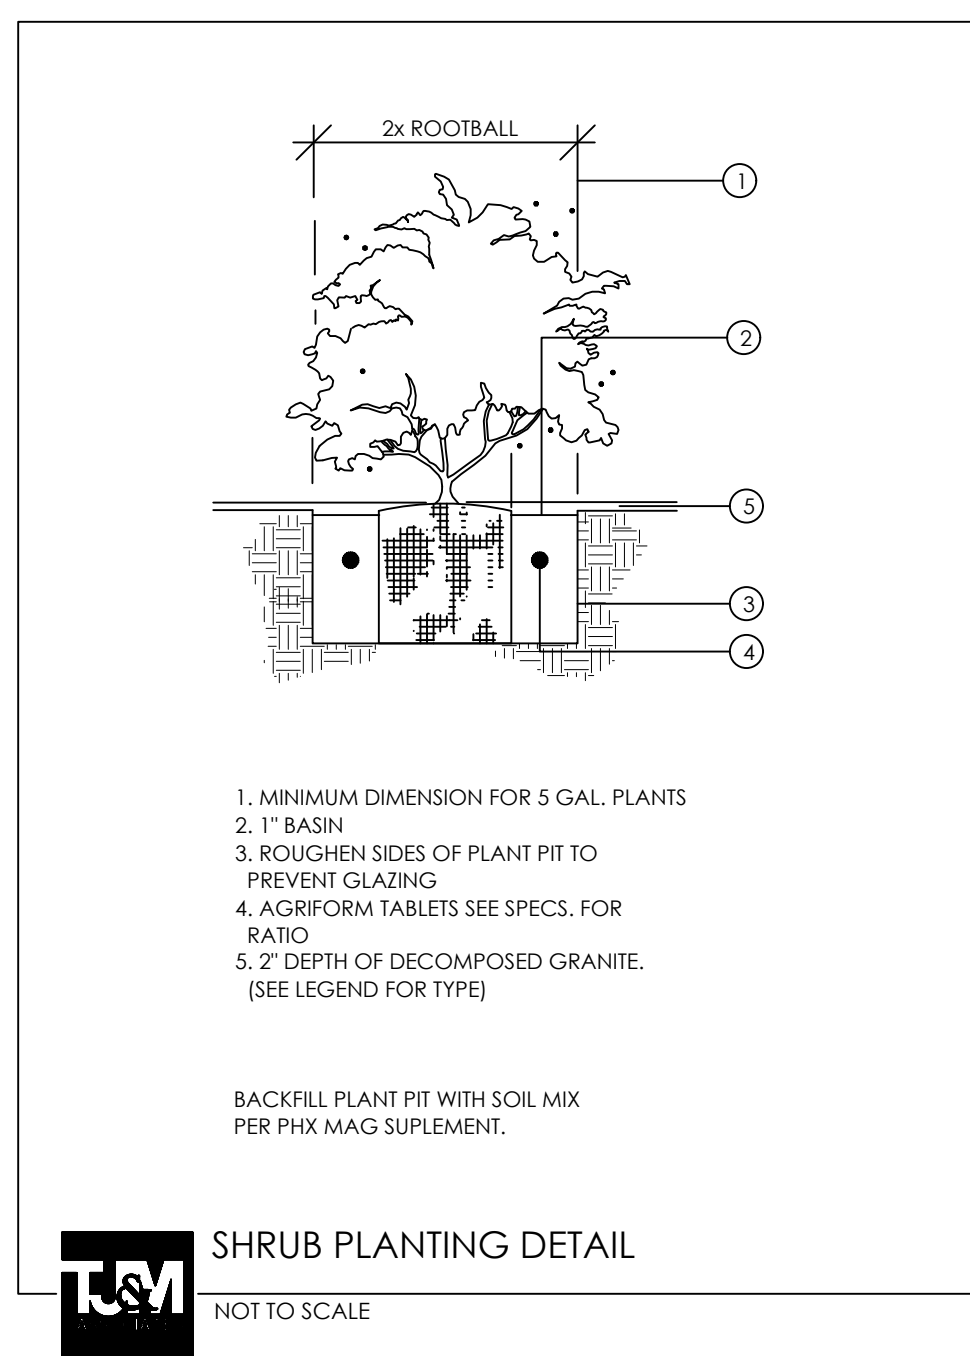 2x ROOTBALL
1
2
5
3
4
1. MINIMUM DIMENSION FOR 5 GAL. PLANTS
2. 1" BASIN
3. ROUGHEN SIDES OF PLANT PIT TO
PREVENT GLAZING
4. AGRIFORM TABLETS SEE SPECS. FOR
RATIO
5. 2" DEPTH OF DECOMPOSED GRANITE.
(SEE LEGEND FOR TYPE)
BACKFILL PLANT PIT WITH SOIL MIX
PER PHX MAG SUPLEMENT.
SHRUB PLANTING DETAIL
TJ&M
NOT TO SCALE